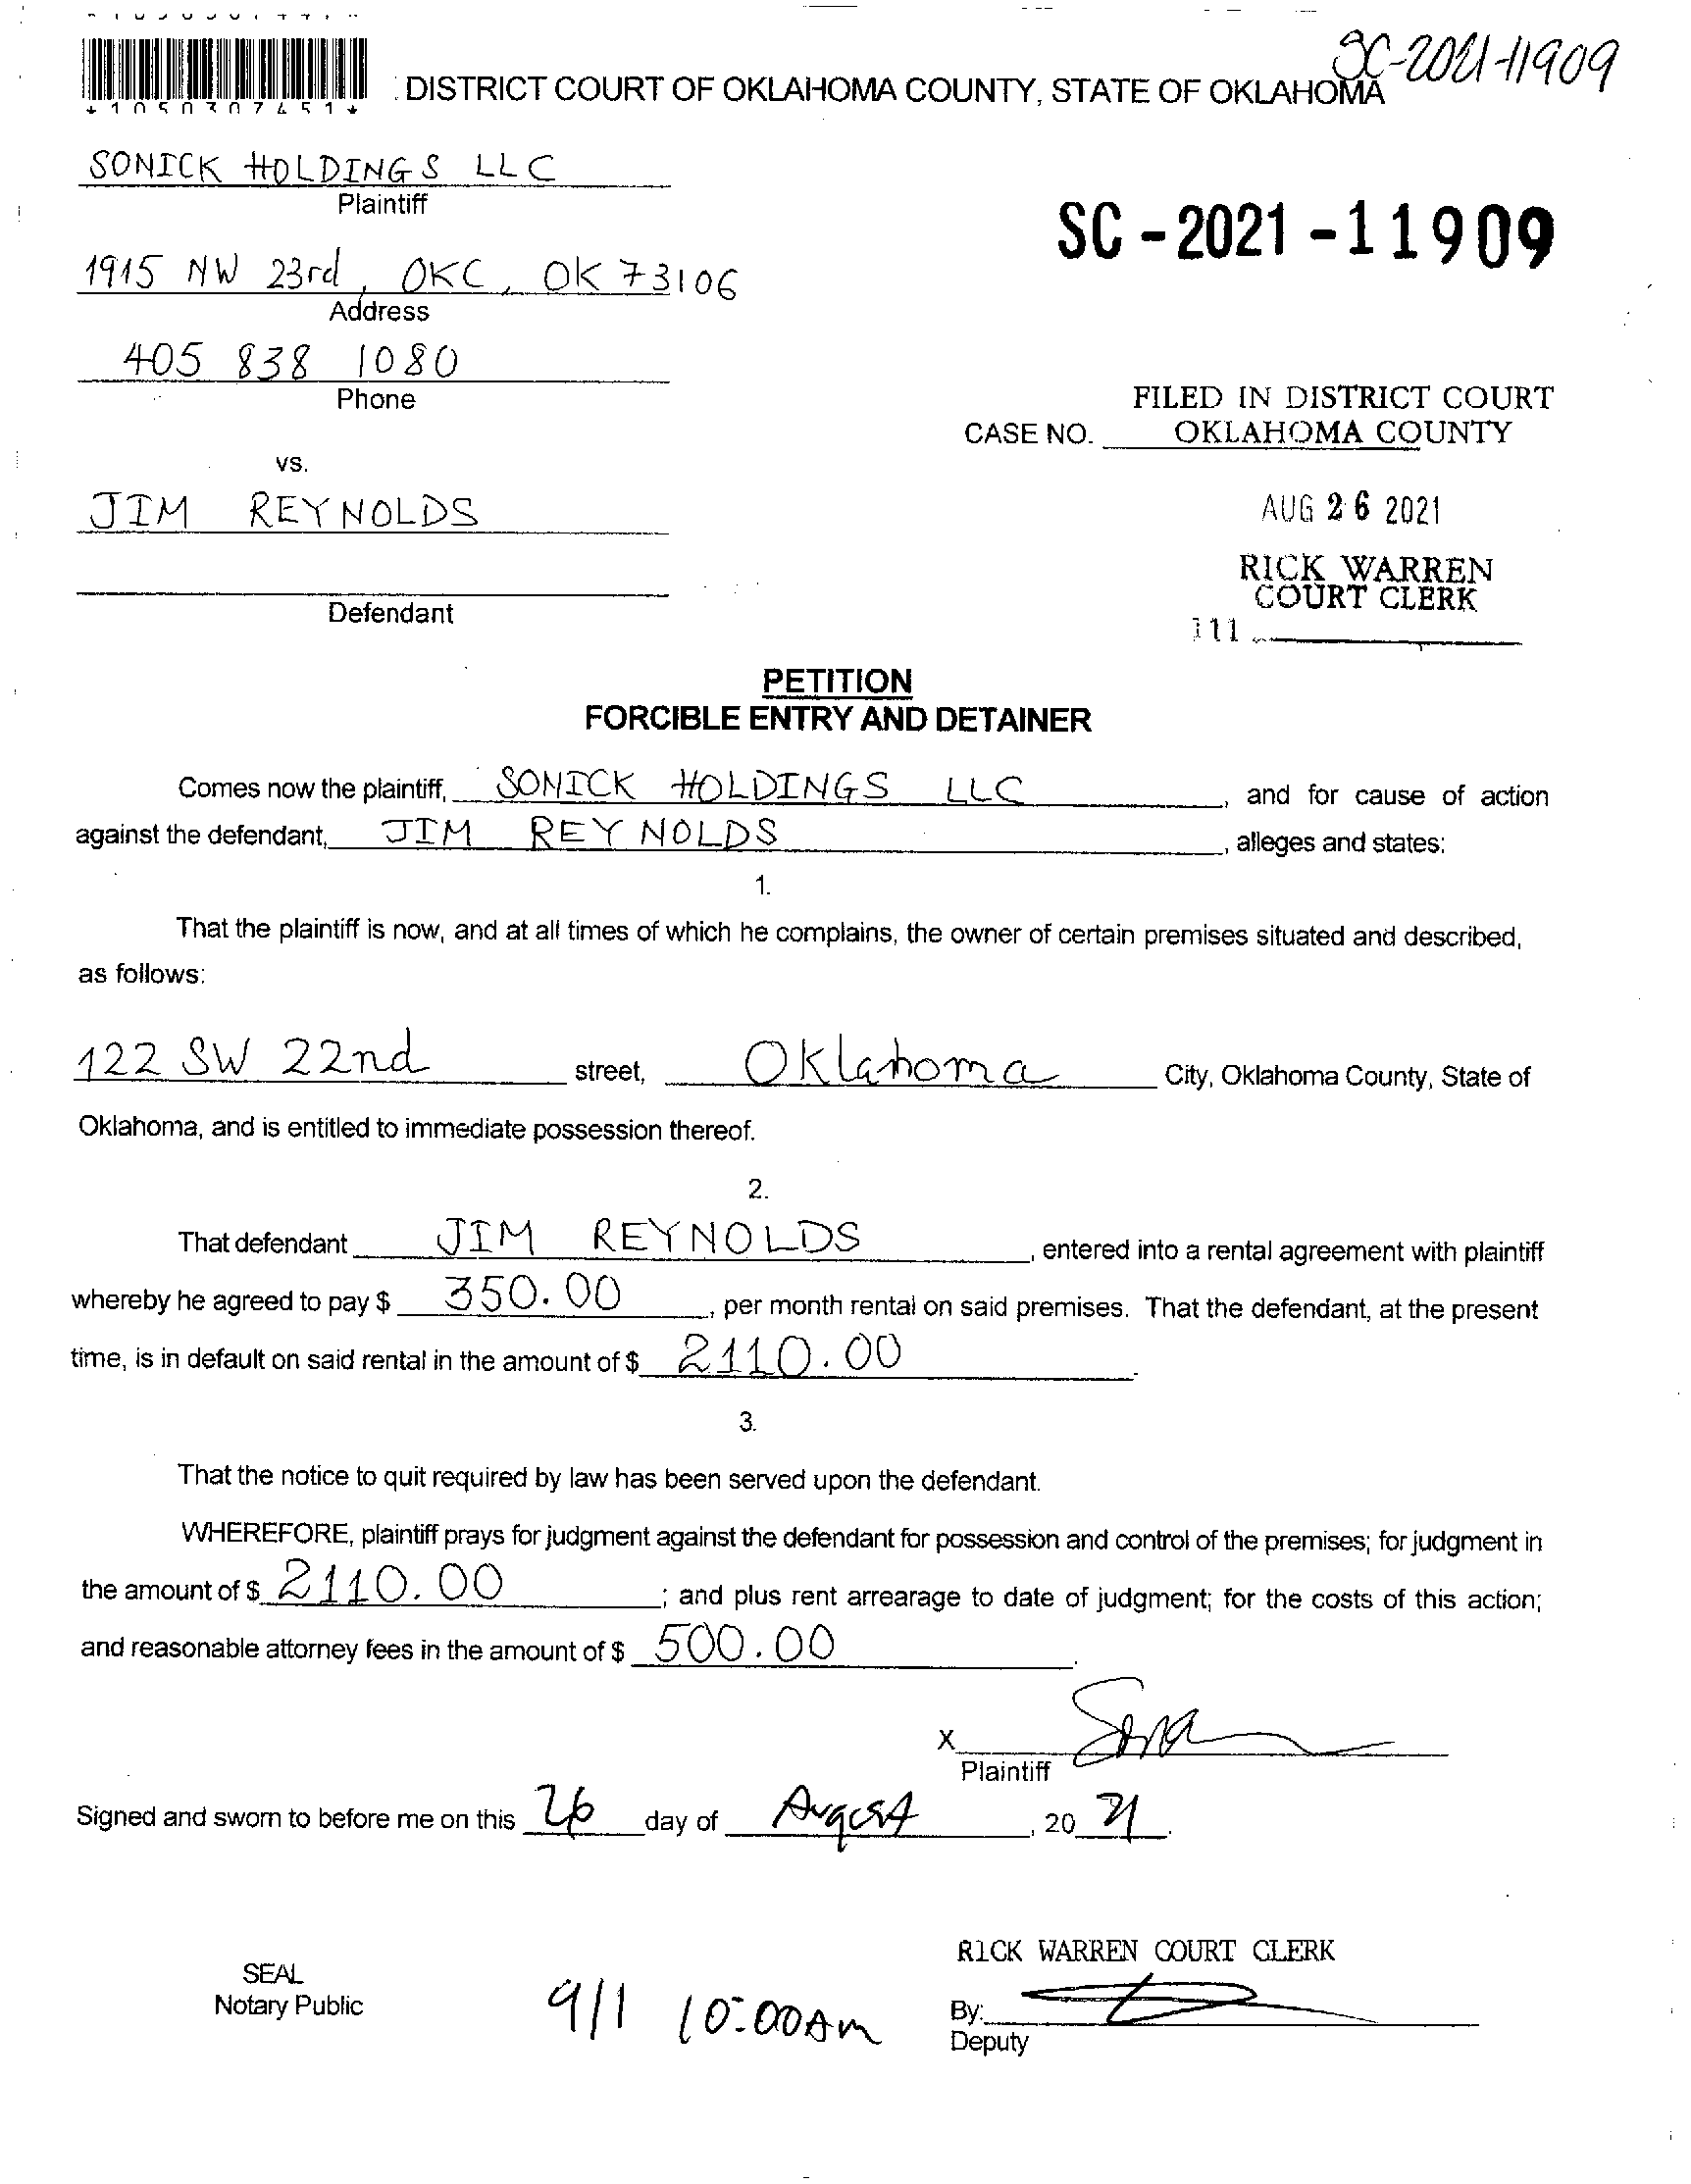 SC-2021-11909
*1050307451*
DISTRICT COURT OF OKLAHOMA COUNTY, STATE OF OKLAHOMA
SONICK HOLDINGS LLC
Plaintiff
SC-2021-11909
1915 NW 23rd, OKC, OK 73106
Address
405 838 1080
Phone
FILED IN DISTRICT COURT
CASE NO. OKLAHOMA COUNTY
vs.
JIM REYNOLDS
AUG 26 2021
RICK WARREN
COURT CLERK
Defendant
111
PETITION
FORCIBLE ENTRY AND DETAINER
Comes now the plaintiff, SONICK HOLDINGS LLC, and for cause of action
against the defendant, JIM REYNOLDS, alleges and states:
1.
That the plaintiff is now, and at all times of which he complains, the owner of certain premises situated and described,
as follows:
122 SW 22nd street, Oklahoma City, Oklahoma County, State of
Oklahoma, and is entitled to immediate possession thereof.
2.
That defendant JIM REYNOLDS, entered into a rental agreement with plaintiff
whereby he agreed to pay $ 350.00, per month rental on said premises. That the defendant, at the present
time, is in default on said rental in the amount of $ 2110.00.
3.
That the notice to quit required by law has been served upon the defendant.
WHEREFORE, plaintiff prays for judgment against the defendant for possession and control of the premises; for judgment in
the amount of $ 2110.00; and plus rent arrearage to date of judgment; for the costs of this action;
and reasonable attorney fees in the amount of $ 500.00.
X
Plaintiff
Signed and sworn to before me on this 26 day of August, 20 21.
RICK WARREN COURT CLERK
SEAL
Notary Public
9/1 10:00AM
By:
Deputy